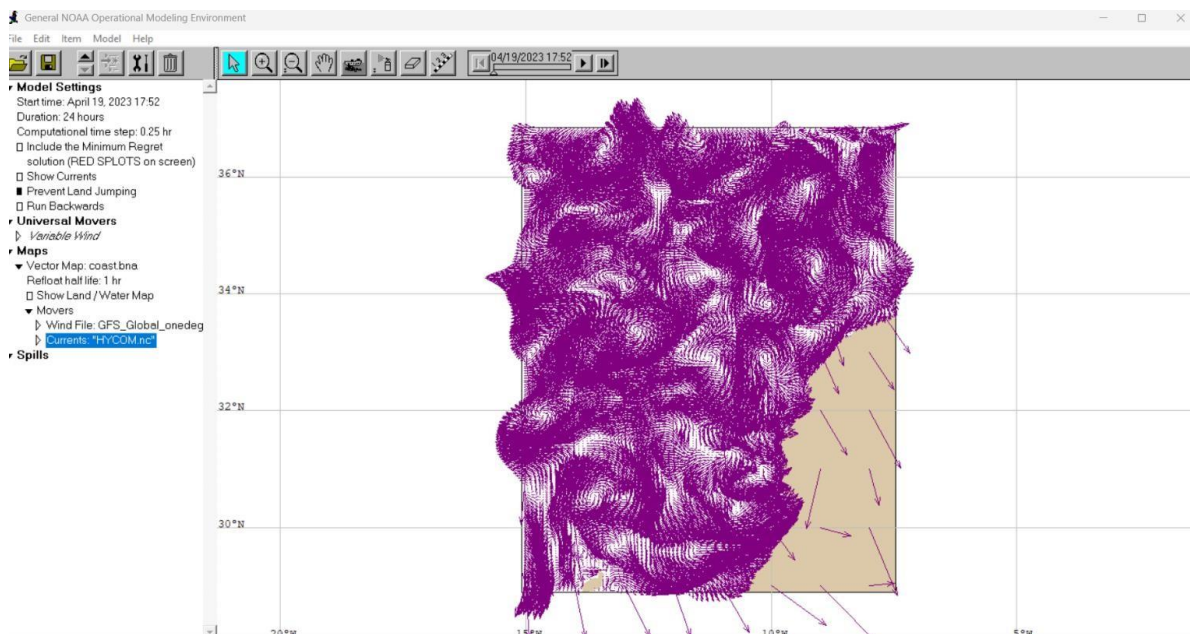 General NOAA Operational Modeling Environment
File Edit Item Model Help
04/19/2023 17:52
Model Settings
Start time: April 19, 2023 17:52
Duration: 24 hours
Computational time step: 0.25 hr
Include the Minimum Regret
solution (RED SPLOTS on screen)
Show Currents
Prevent Land Jumping
Run Backwards
Universal Movers
Variable Wind
Maps
Vector Map: coast.bna
Refloat half life: 1 hr
Show Land / Water Map
Movers
Wind File: GFS_Global_onedeg
Currents: "HYCOM.nc"
Spills
36°N
34°N
32°N
30°N
20°W 15°W 10°W 5°W